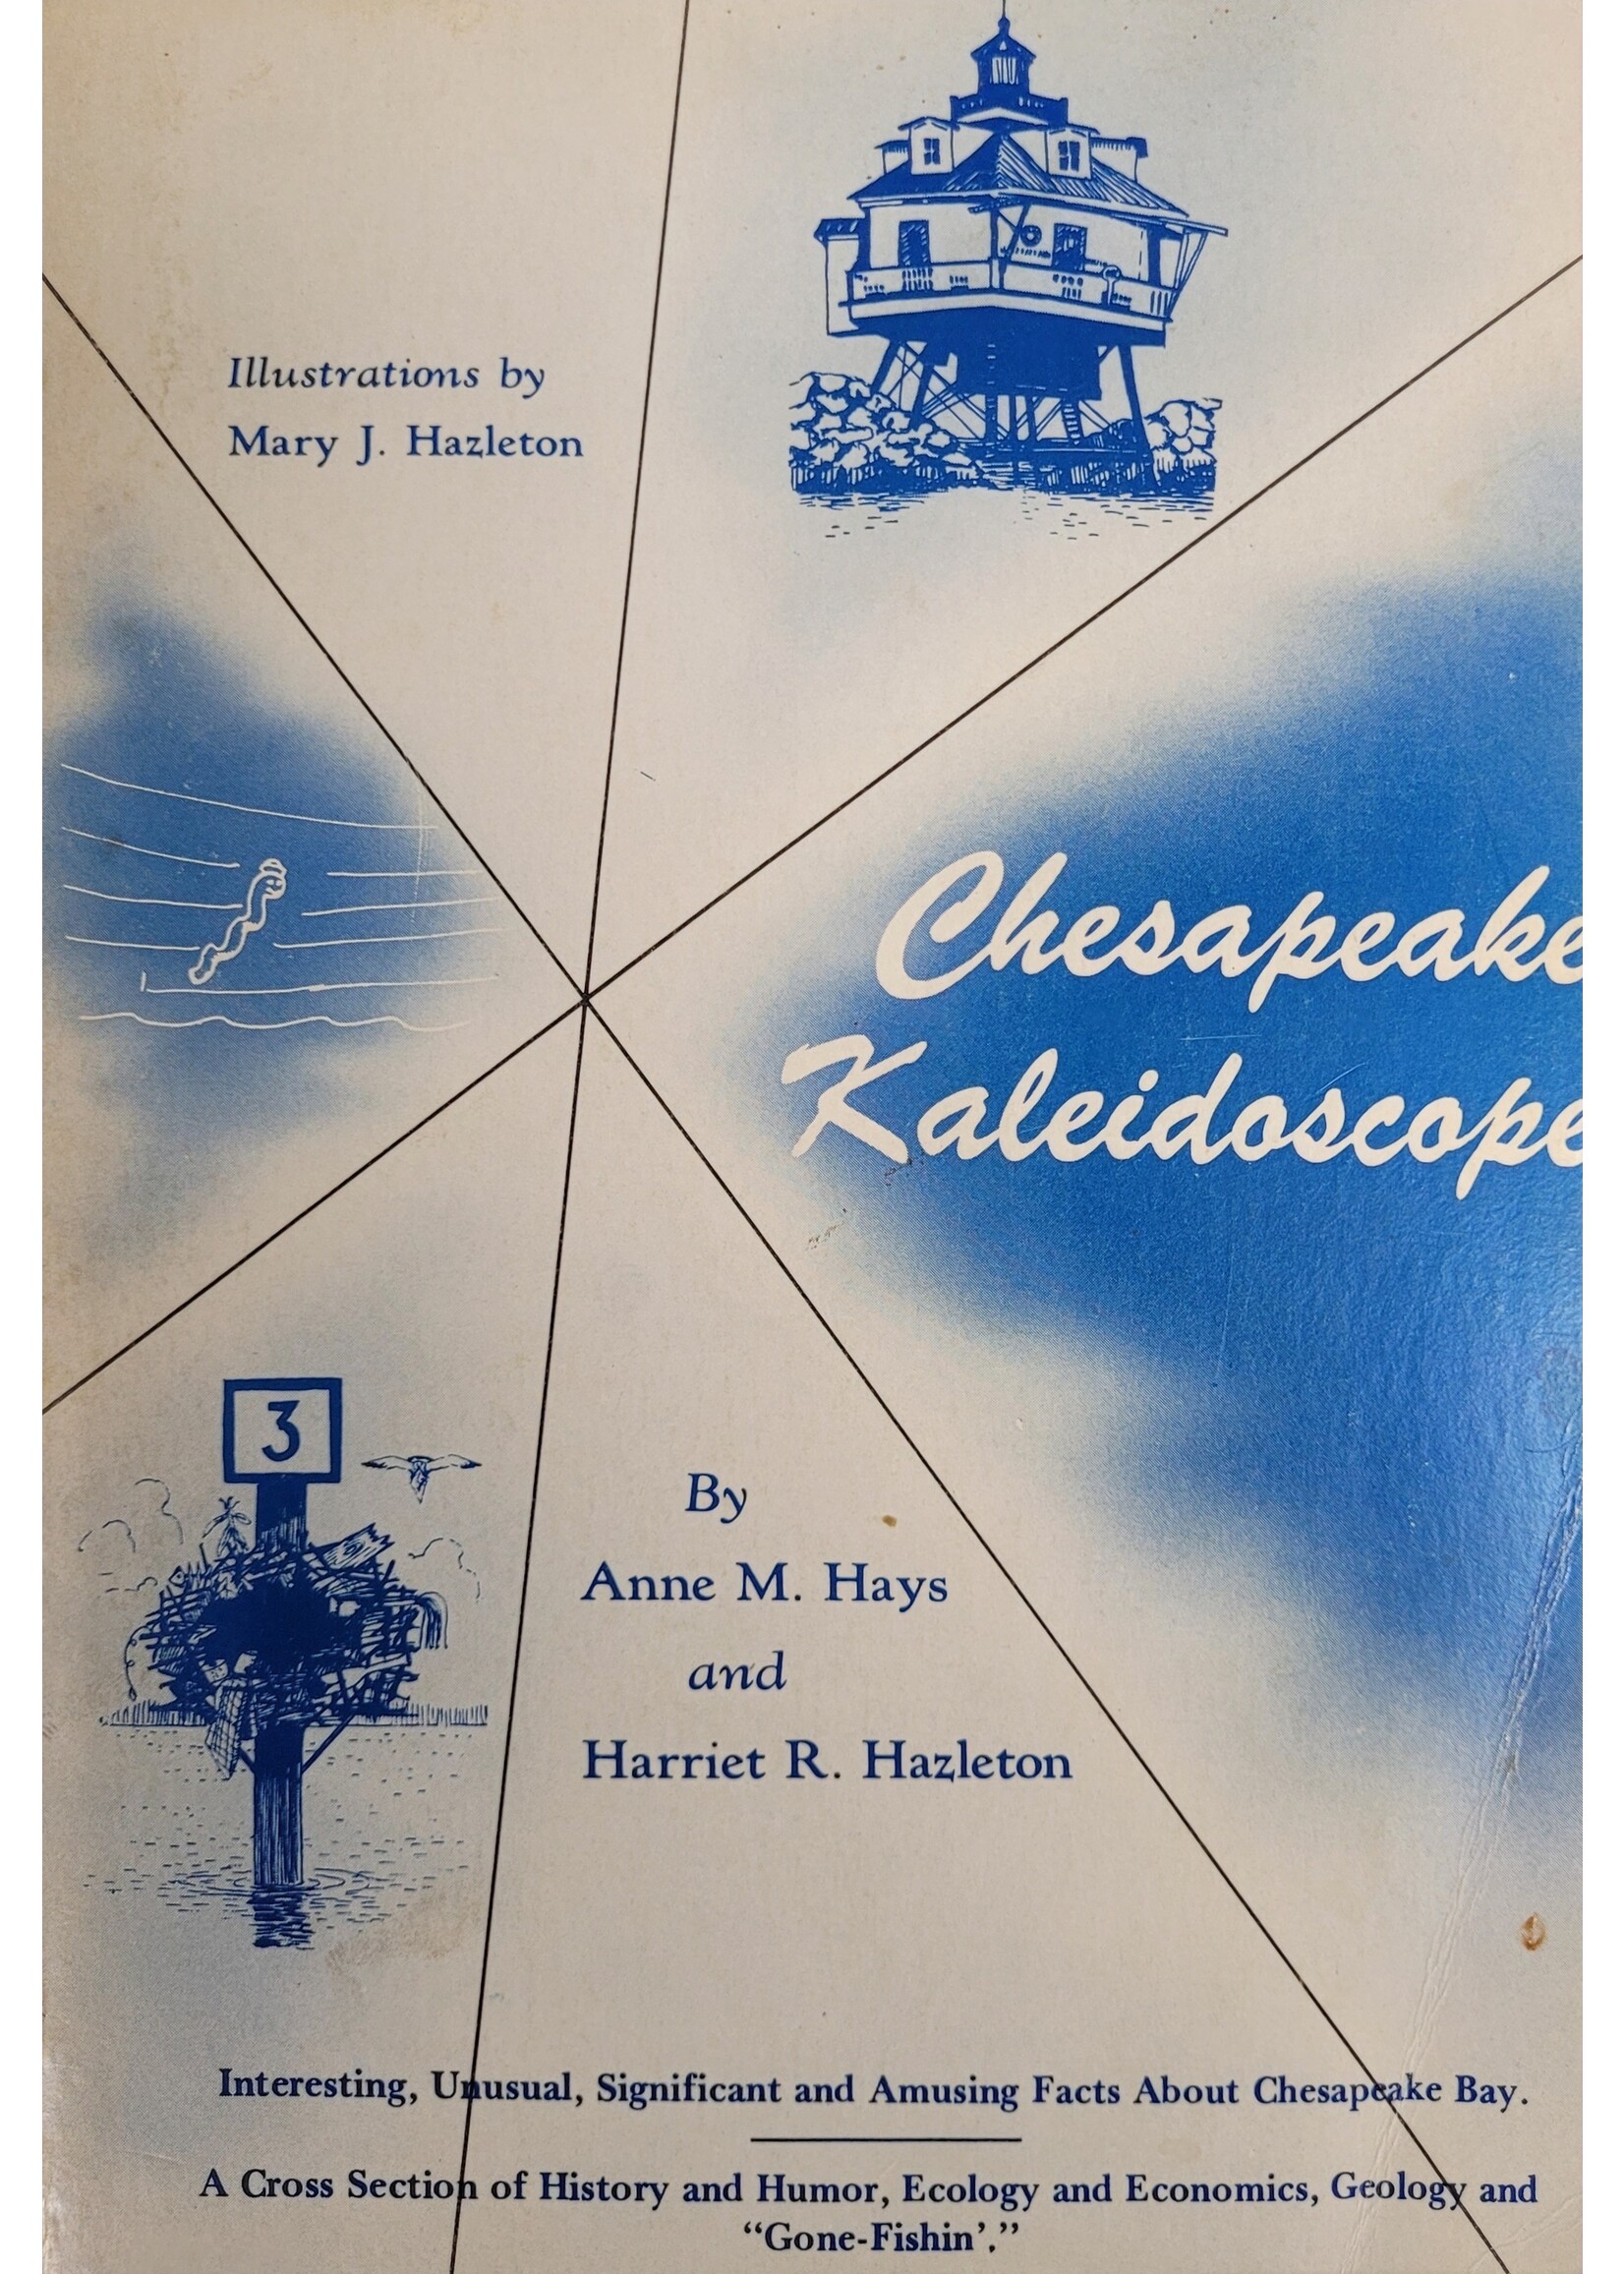 Illustrations by
Mary J. Hazleton
Chesapeake
Kaleidoscope
3
By
Anne M. Hays
and
Harriet R. Hazleton
Interesting, Unusual, Significant and Amusing Facts About Chesapeake Bay.
A Cross Section of History and Humor, Ecology and Economics, Geology and
“Gone-Fishin’.”